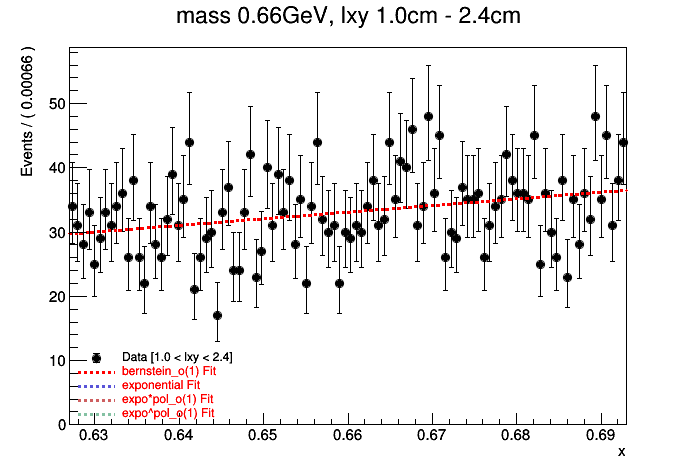 mass 0.66GeV, lxy 1.0cm - 2.4cm
Events / ( 0.00066 )
50
40
30
20
10
0
Data [1.0 < lxy < 2.4]
bernstein_o(1) Fit
exponential Fit
expo*pol_o(1) Fit
expo^pol_o(1) Fit
0.63 0.64 0.65 0.66 0.67 0.68 0.69
x